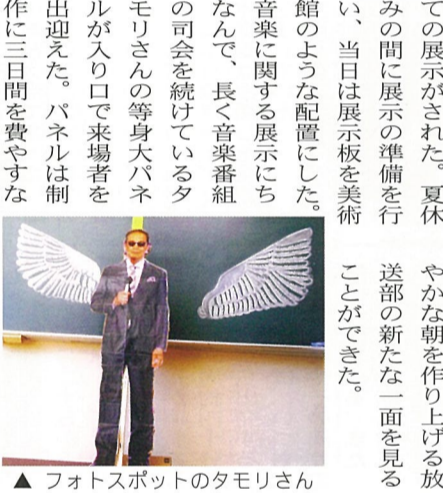 ての展示がされた。夏休
みの間に展示の準備を行
い、当日は展示板を美術
館のような配置にした。
音楽に関する展示にち
なんで、長く音楽番組
の司会を続けているタ
モリさんの等身大パネ
ルが入り口で来場者を
出迎えた。パネルは制
作に三日間を費やすな
やかな朝を作り上げる放
送部の新たな一面を見る
ことができた。
▲ フォトスポットのタモリさん